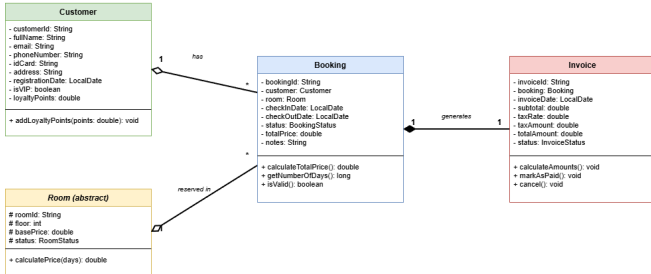 Customer
- customerId: String
- fullName: String
- email: String
- phoneNumber: String
- idCard: String
- address: String
- registrationDate: LocalDate
- isVIP: boolean
- loyaltyPoints: double
+ addLoyaltyPoints(points: double): void
1
has
*
Booking
- bookingId: String
- customer: Customer
- room: Room
- checkInDate: LocalDate
- checkOutDate: LocalDate
- status: BookingStatus
- totalPrice: double
- notes: String
+ calculateTotalPrice(): double
+ getNumberOfDays(): long
+ isValid(): boolean
1
generates
1
Invoice
- invoiceId: String
- booking: Booking
- invoiceDate: LocalDate
- subtotal: double
- taxRate: double
- taxAmount: double
- totalAmount: double
- status: InvoiceStatus
+ calculateAmounts(): void
+ markAsPaid(): void
+ cancel(): void
*
reserved in
1
Room (abstract)
# roomId: String
# floor: int
# basePrice: double
# status: RoomStatus
+ calculatePrice(days): double